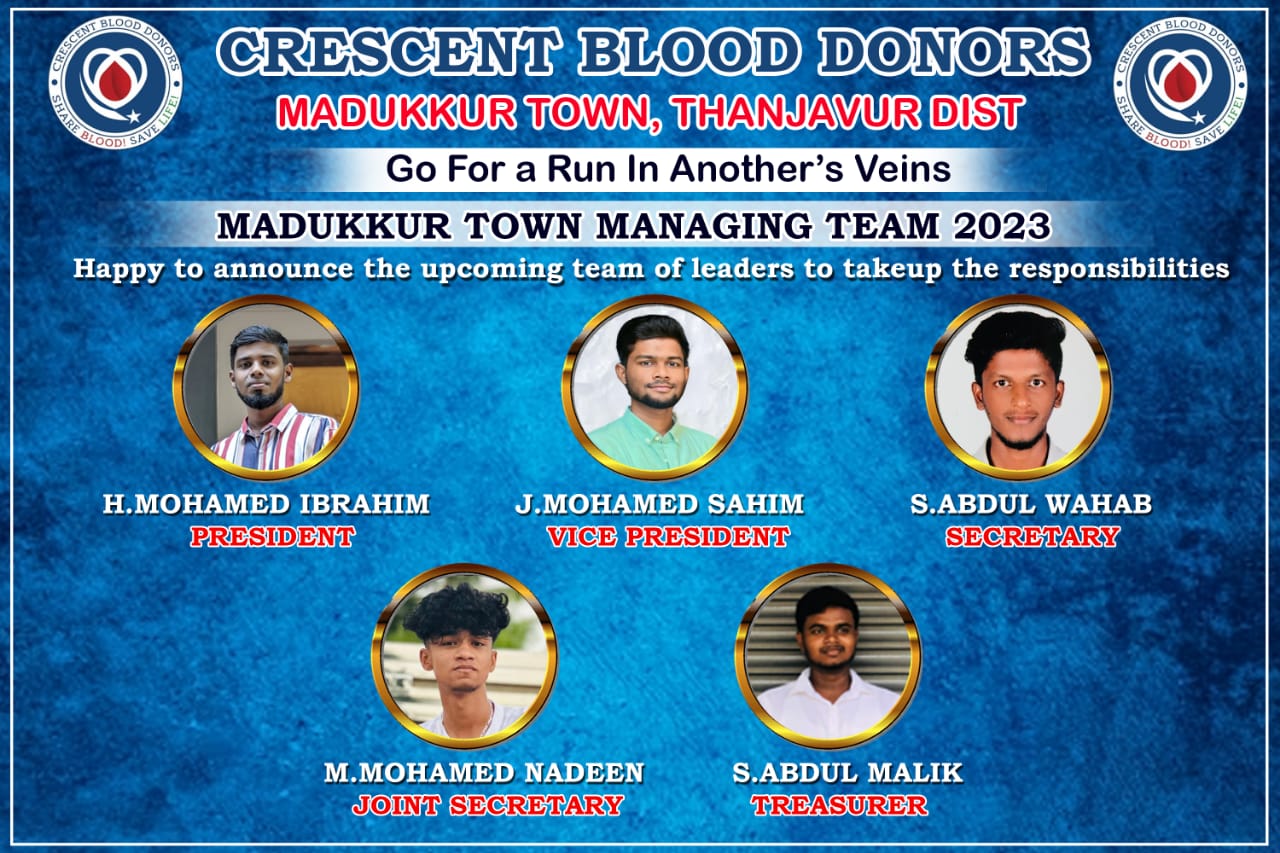 CRESCENT BLOOD DONORS
SHARE BLOOD! SAVE LIFE!
CRESCENT BLOOD DONORS
CRESCENT BLOOD DONORS
SHARE BLOOD! SAVE LIFE!
MADUKKUR TOWN, THANJAVUR DIST
Go For a Run In Another’s Veins
MADUKKUR TOWN MANAGING TEAM 2023
Happy to announce the upcoming team of leaders to takeup the responsibilities
H.MOHAMED IBRAHIM
PRESIDENT
J.MOHAMED SAHIM
VICE PRESIDENT
S.ABDUL WAHAB
SECRETARY
M.MOHAMED NADEEN
JOINT SECRETARY
S.ABDUL MALIK
TREASURER